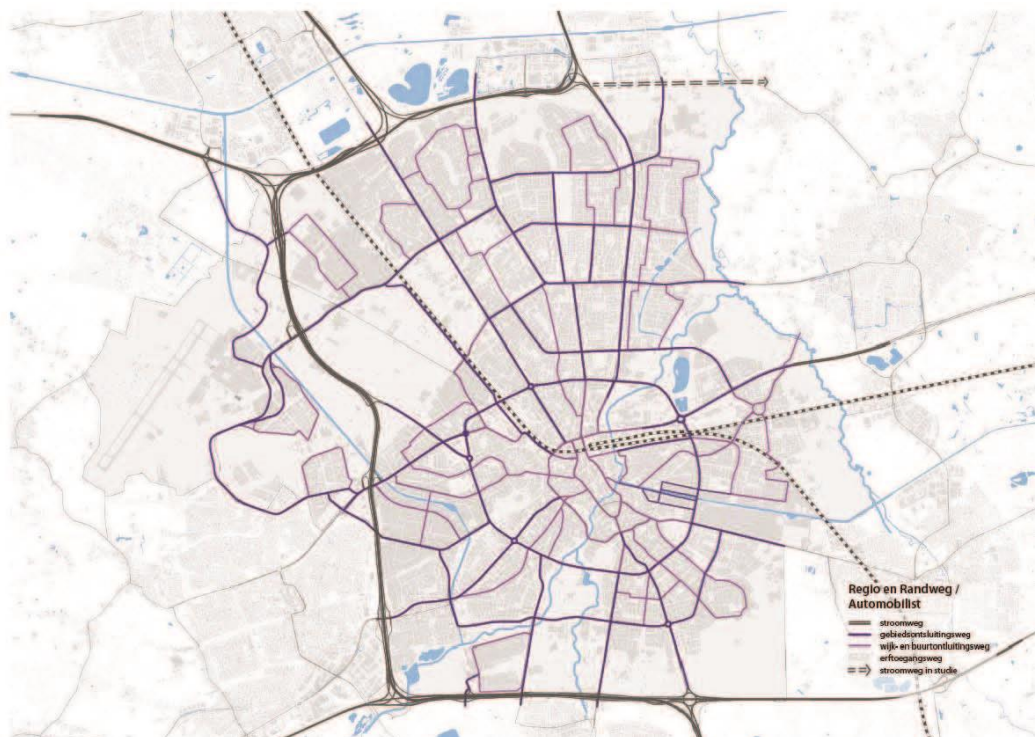 Regio en Randweg /
Automobilist
stroomweg
gebiedsontsluitingsweg
wijk- en buurtontluitingsweg
erftoegangsweg
stroomweg in studie